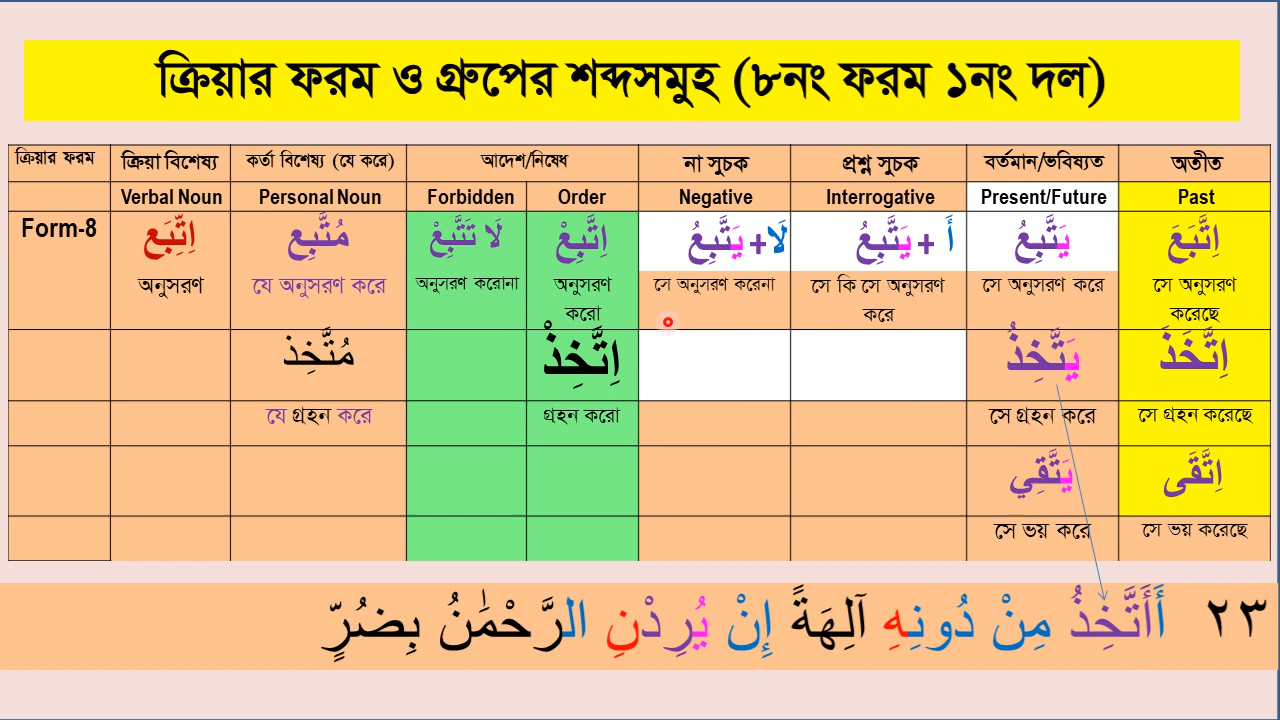 ক্রিয়ার ফরম ও গ্রুপের শব্দসমুহ (৮নং ফরম ১নং দল)
ক্রিয়ার ফরম ক্রিয়া বিশেষ্য কর্তা বিশেষ্য (যে করে) আদেশ/নিষেধ না সুচক প্রশ্ন সুচক বর্তমান/ভবিষ্যত অতীত
Verbal Noun Personal Noun Forbidden Order Negative Interrogative Present/Future Past
Form-8 اِتِّبَع مُتَّبِع لَا تَتَّبِعْ اِتَّبِعْ لَا+ يَتَّبِعُ أَ + يَتَّبِعُ يَتَّبِعُ اِتَّبَعَ
অনুসরণ যে অনুসরণ করে অনুসরণ করোনা অনুসরণ সে অনুসরণ করেনা সে কি সে অনুসরণ সে অনুসরণ করে সে অনুসরণ
করো করে করেছে
مُتَّخِذ اِتَّخِذْ يَتَّخِذُ اِتَّخَذَ
যে গ্রহন করে গ্রহন করো সে গ্রহন করে সে গ্রহন করেছে
يَتَّقِي اِتَّقَى
সে ভয় করে সে ভয় করেছে
٢٣ أَأَتَّخِذُ مِنْ دُونِهِ آلِهَةً إِنْ يُرِدْنِ الرَّحْمَٰنُ بِضُرٍّ